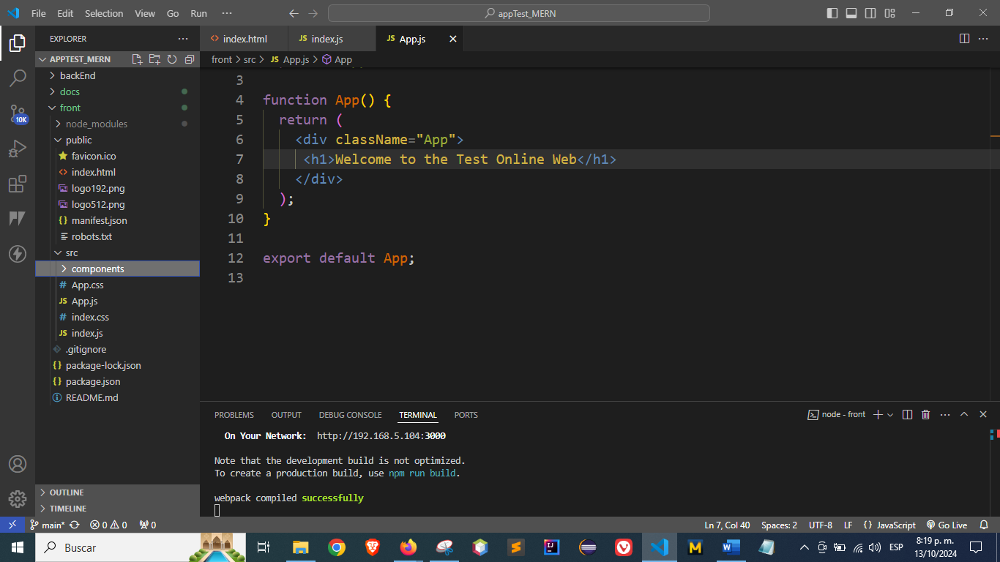 File Edit Selection View Go Run ··· appTest_MERN
EXPLORER ···
APPTEST_MERN
backEnd
docs
front
node_modules
public
favicon.ico
index.html
logo192.png
logo512.png
manifest.json
robots.txt
src
components
App.css
App.js
index.css
index.js
.gitignore
package-lock.json
package.json
README.md
OUTLINE
TIMELINE
10K
index.html JS index.js JS App.js
front > src > JS App.js > App
3
4 function App() {
5 return (
6 <div className="App">
7 <h1>Welcome to the Test Online Web</h1>
8 </div>
9 );
10 }
11
12 export default App;
13
PROBLEMS OUTPUT DEBUG CONSOLE TERMINAL PORTS node - front
On Your Network: http://192.168.5.104:3000
Note that the development build is not optimized.
To create a production build, use npm run build.
webpack compiled successfully
main* 0 0 0 Ln 7, Col 40 Spaces: 2 UTF-8 LF {} JavaScript Go Live
Buscar
ESP
8:19 p. m.
13/10/2024